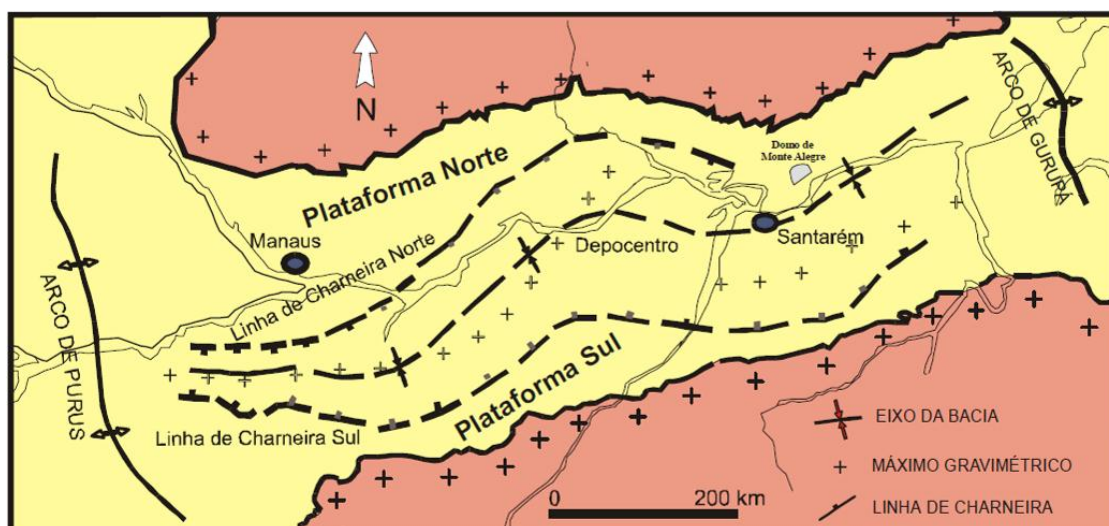 N
ARCO DE GURUPÁ
Domo de
Monte Alegre
Plataforma Norte
Manaus
Linha de Charneira Norte
Depocentro
Santarém
ARCO DE PURUS
Plataforma Sul
Linha de Charneira Sul
EIXO DA BACIA
MÁXIMO GRAVIMÉTRICO
LINHA DE CHARNEIRA
0 200 km